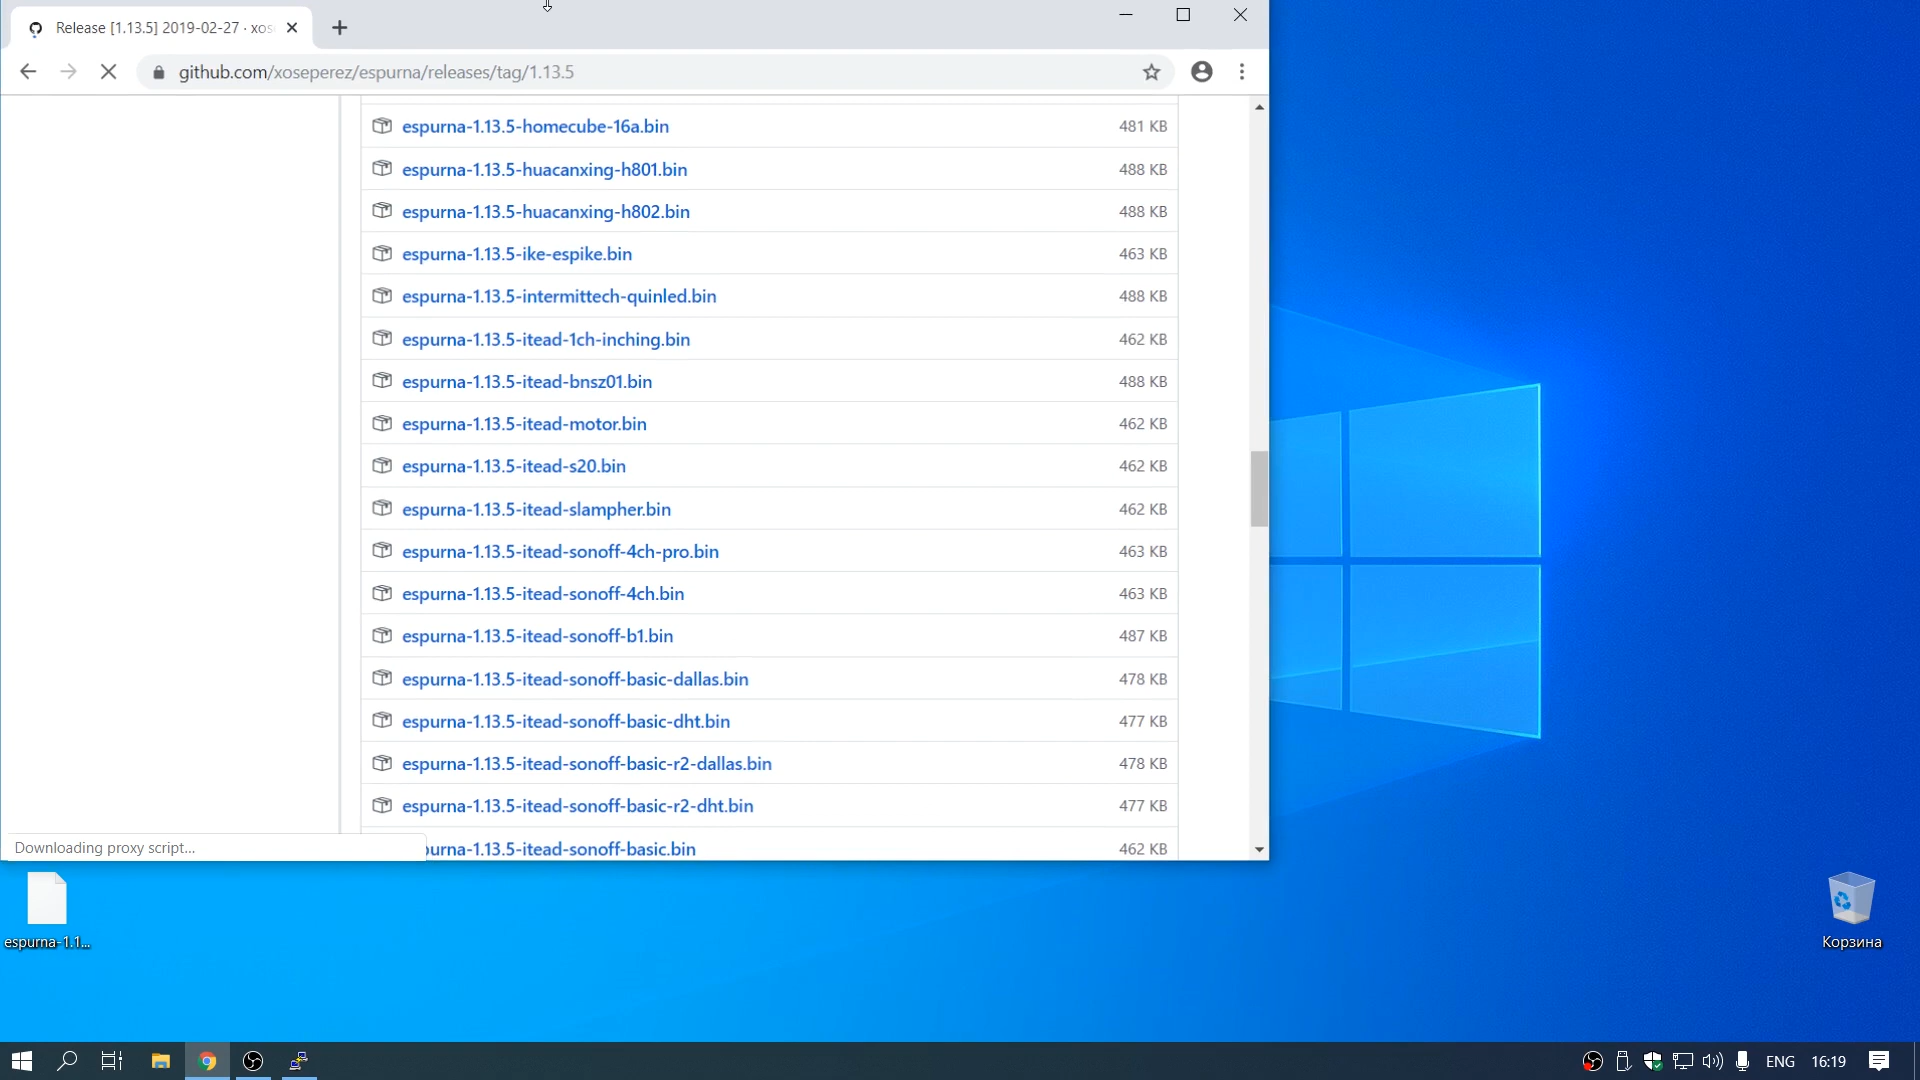 Release [1.13.5] 2019-02-27 · xos
github.com/xoseperez/espurna/releases/tag/1.13.5
espurna-1.13.5-homecube-16a.bin 481 KB
espurna-1.13.5-huacanxing-h801.bin 488 KB
espurna-1.13.5-huacanxing-h802.bin 488 KB
espurna-1.13.5-ike-espike.bin 463 KB
espurna-1.13.5-intermittech-quinled.bin 488 KB
espurna-1.13.5-itead-1ch-inching.bin 462 KB
espurna-1.13.5-itead-bnsz01.bin 488 KB
espurna-1.13.5-itead-motor.bin 462 KB
espurna-1.13.5-itead-s20.bin 462 KB
espurna-1.13.5-itead-slampher.bin 462 KB
espurna-1.13.5-itead-sonoff-4ch-pro.bin 463 KB
espurna-1.13.5-itead-sonoff-4ch.bin 463 KB
espurna-1.13.5-itead-sonoff-b1.bin 487 KB
espurna-1.13.5-itead-sonoff-basic-dallas.bin 478 KB
espurna-1.13.5-itead-sonoff-basic-dht.bin 477 KB
espurna-1.13.5-itead-sonoff-basic-r2-dallas.bin 478 KB
espurna-1.13.5-itead-sonoff-basic-r2-dht.bin 477 KB
purna-1.13.5-itead-sonoff-basic.bin 462 KB
Downloading proxy script...
espurna-1.1...
Корзина
ENG 16:19